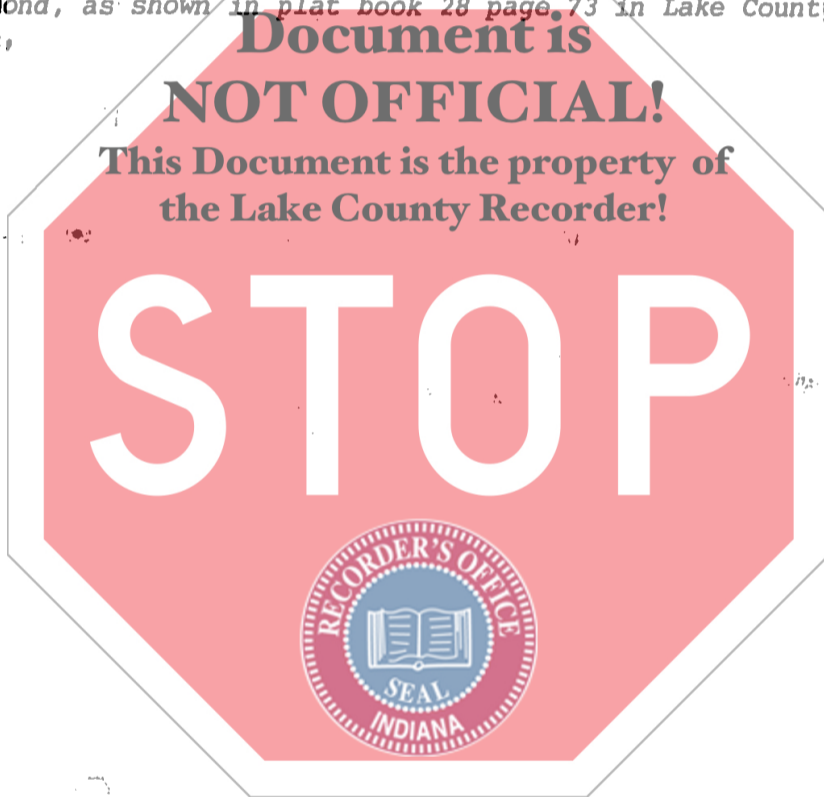 ond, as shown in plat book 28 page 73 in Lake County
,
Document is
NOT OFFICIAL!
This Document is the property of
the Lake County Recorder!
STOP
RECORDER'S OFFICE
SEAL
INDIANA